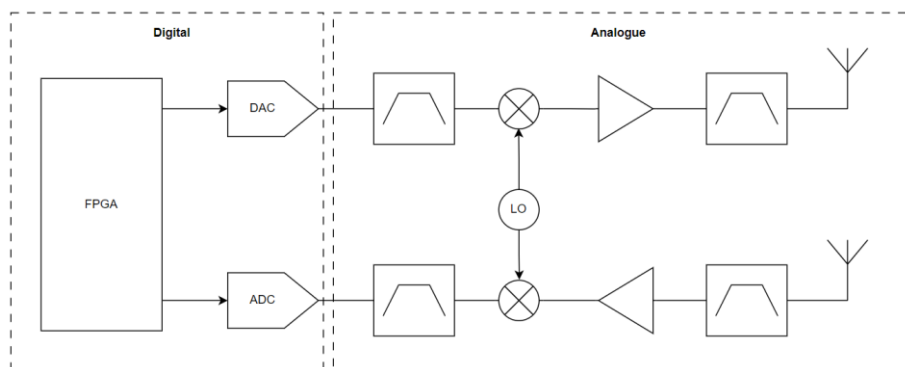 Digital
Analogue
DAC
FPGA
LO
ADC